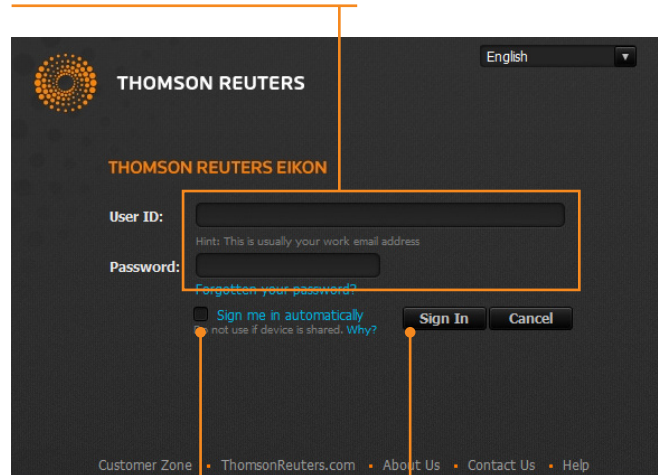 English
THOMSON REUTERS
THOMSON REUTERS EIKON
User ID:
Hint: This is usually your work email address
Password:
Forgotten your password?
Sign me in automatically
Do not use if device is shared. Why?
Sign In Cancel
Customer Zone ▪ ThomsonReuters.com ▪ About Us ▪ Contact Us ▪ Help